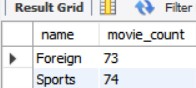 Result Grid Filter
name movie_count
Foreign 73
Sports 74